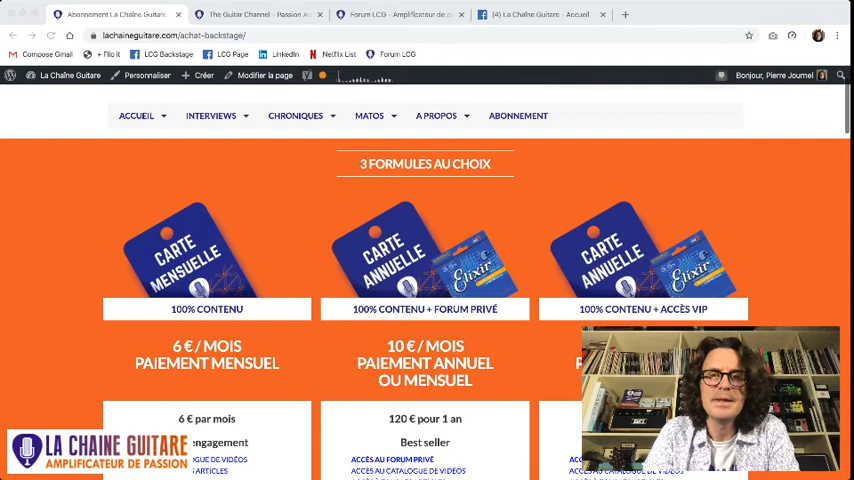 Abonnement La Chaîne Guitare
The Guitar Channel - Passion Am
Forum LCG - Amplificateur de p
(4) La Chaîne Guitare - Accueil
lachaineguitare.com/achat-backstage/
Compose Gmail
+ Flio it
LCG Backstage
LCG Page
LinkedIn
Netflix List
Forum LCG
La Chaîne Guitare
Personnaliser
Créer
Modifier la page
Bonjour, Pierre Journel
ACCUEIL
INTERVIEWS
CHRONIQUES
MATOS
A PROPOS
ABONNEMENT
3 FORMULES AU CHOIX
CARTE
MENSUELLE
CARTE
ANNUELLE
Elixir
CARTE
ANNUELLE
Elixir
100% CONTENU
100% CONTENU + FORUM PRIVÉ
100% CONTENU + ACCÈS VIP
6 € / MOIS
PAIEMENT MENSUEL
10 € / MOIS
PAIEMENT ANNUEL
OU MENSUEL
6 € par mois
120 € pour 1 an
Best seller
ACCÈS AU FORUM PRIVÉ
ACCÈS AU CATALOGUE DE VIDÉOS
LA CHAINE GUITARE
AMPLIFICATEUR DE PASSION